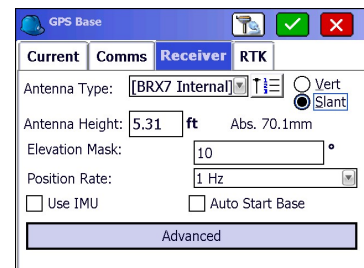 GPS Base
Current Comms Receiver RTK
Antenna Type: [BRX7 Internal] Vert
Slant
Antenna Height: 5.31 ft Abs. 70.1mm
Elevation Mask: 10 °
Position Rate: 1 Hz
Use IMU Auto Start Base
Advanced